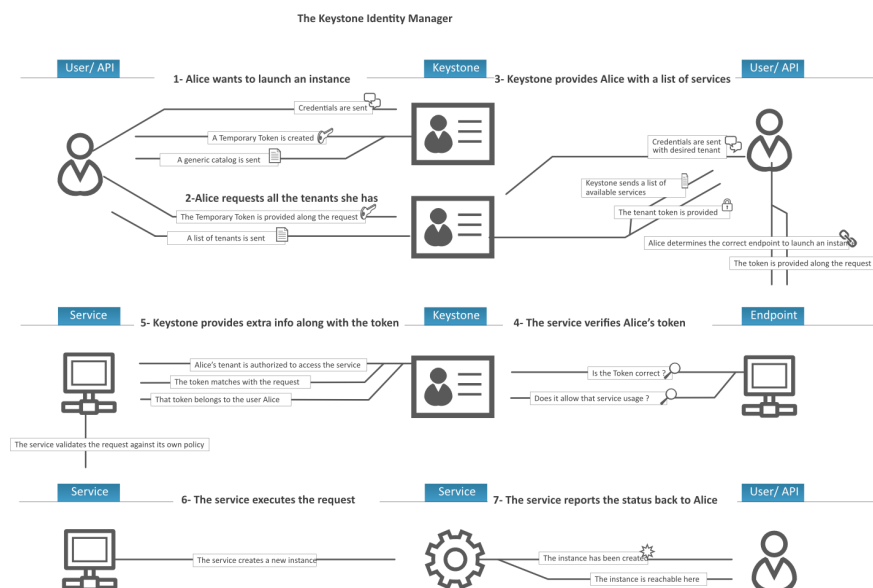 The Keystone Identity Manager
User/ API
Keystone
User/ API
1- Alice wants to launch an instance
3- Keystone provides Alice with a list of services
Credentials are sent
A Temporary Token is created
A generic catalog is sent
Credentials are sent
with desired tenant
Keystone sends a list of
available services
2-Alice requests all the tenants she has
The Temporary Token is provided along the request
The tenant token is provided
A list of tenants is sent
Alice determines the correct endpoint to launch an instan
The token is provided along the request
Service
Keystone
Endpoint
5- Keystone provides extra info along with the token
4- The service verifies Alice's token
Alice's tenant is authorized to access the service
The token matches with the request
That token belongs to the user Alice
Is the Token correct ?
Does it allow that service usage ?
The service validates the request against its own policy
Service
Service
User/ API
6- The service executes the request
7- The service reports the status back to Alice
The service creates a new instance
The instance has been created
The instance is reachable here